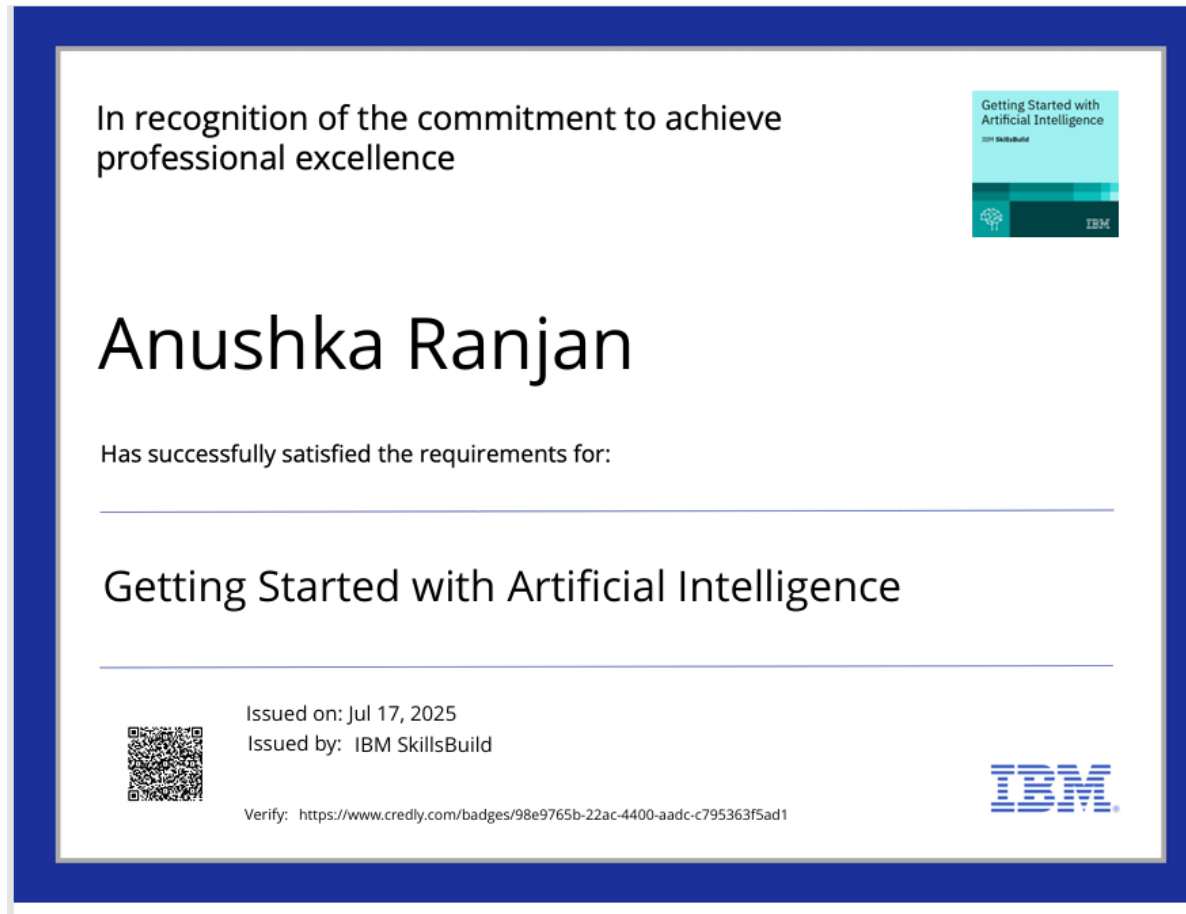 In recognition of the commitment to achieve
professional excellence
Getting Started with
Artificial Intelligence
IBM SkillsBuild
IBM
Anushka Ranjan
Has successfully satisfied the requirements for:
Getting Started with Artificial Intelligence
Issued on: Jul 17, 2025
Issued by: IBM SkillsBuild
IBM®
Verify: https://www.credly.com/badges/98e9765b-22ac-4400-aadc-c795363f5ad1